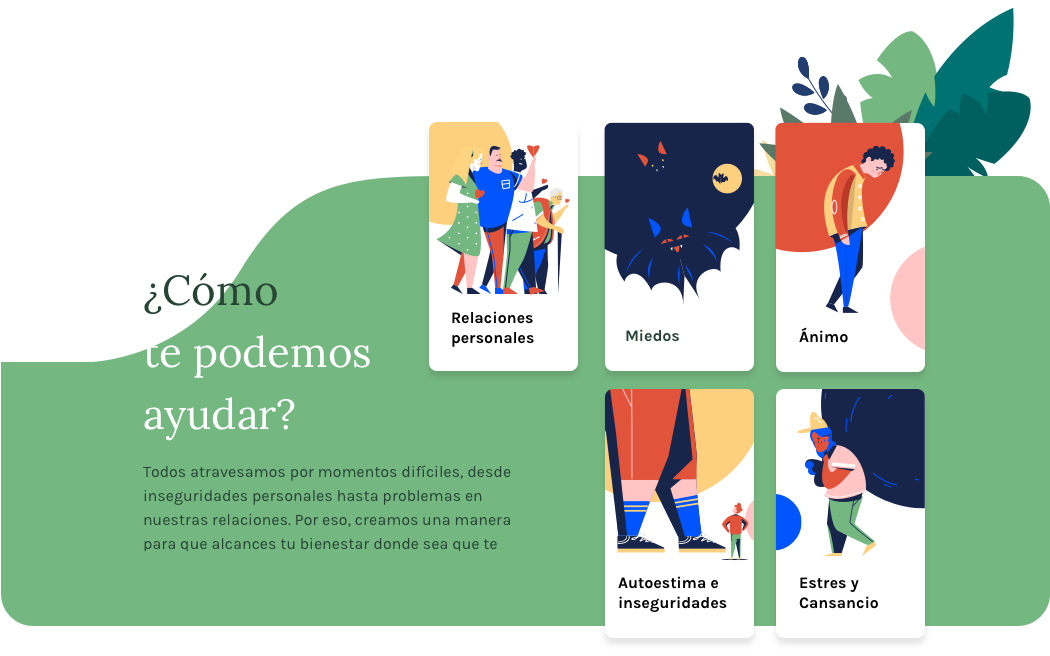 ¿Cómo
te podemos
ayudar?
Todos atravesamos por momentos difíciles, desde
inseguridades personales hasta problemas en
nuestras relaciones. Por eso, creamos una manera
para que alcances tu bienestar donde sea que te
Relaciones
personales
Miedos
Ánimo
Autoestima e
inseguridades
Estres y
Cansancio